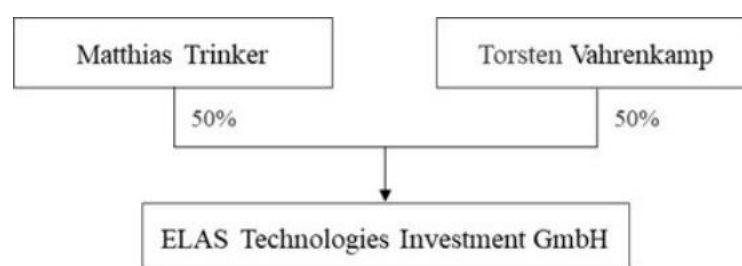 Matthias Trinker
Torsten Vahrenkamp
50%
50%
ELAS Technologies Investment GmbH